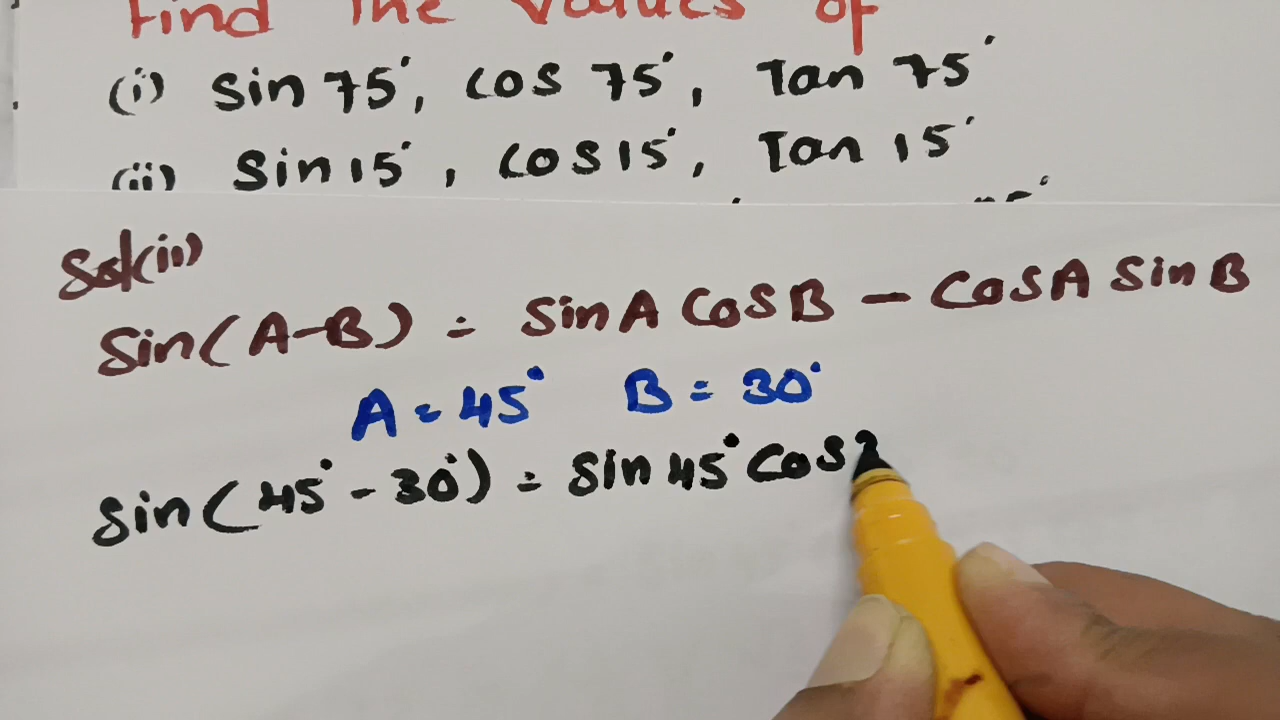 Find The Values of
(i) Sin 75°, Cos 75°, Tan 75°
(ii) Sin 15°, Cos 15°, Tan 15°
Sol(ii)
Sin(A-B) = SinA CosB - CosA SinB
A = 45° B = 30°
Sin(45° - 30°) = Sin 45° Cos